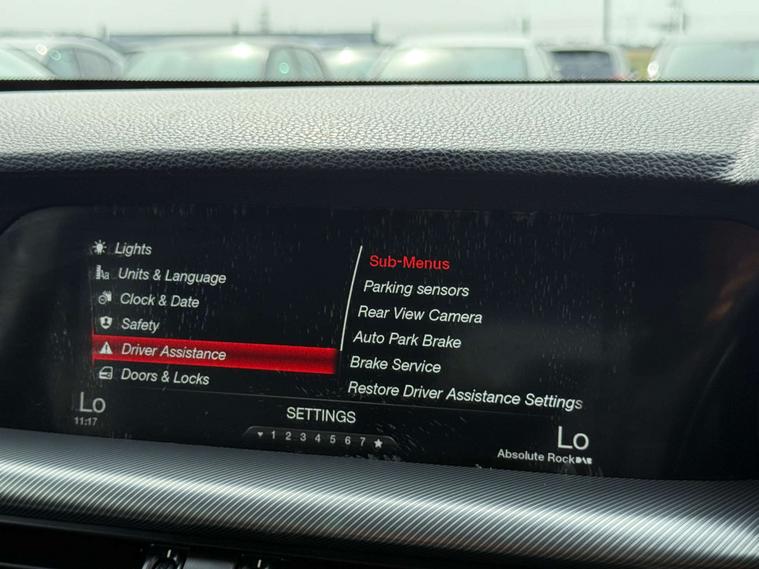 Lights
Units & Language
Clock & Date
Safety
Driver Assistance
Doors & Locks
Sub-Menus
Parking sensors
Rear View Camera
Auto Park Brake
Brake Service
Restore Driver Assistance Settings
Lo
11:17
SETTINGS
1 2 3 4 5 6 7
Lo
Absolute Rock DAB